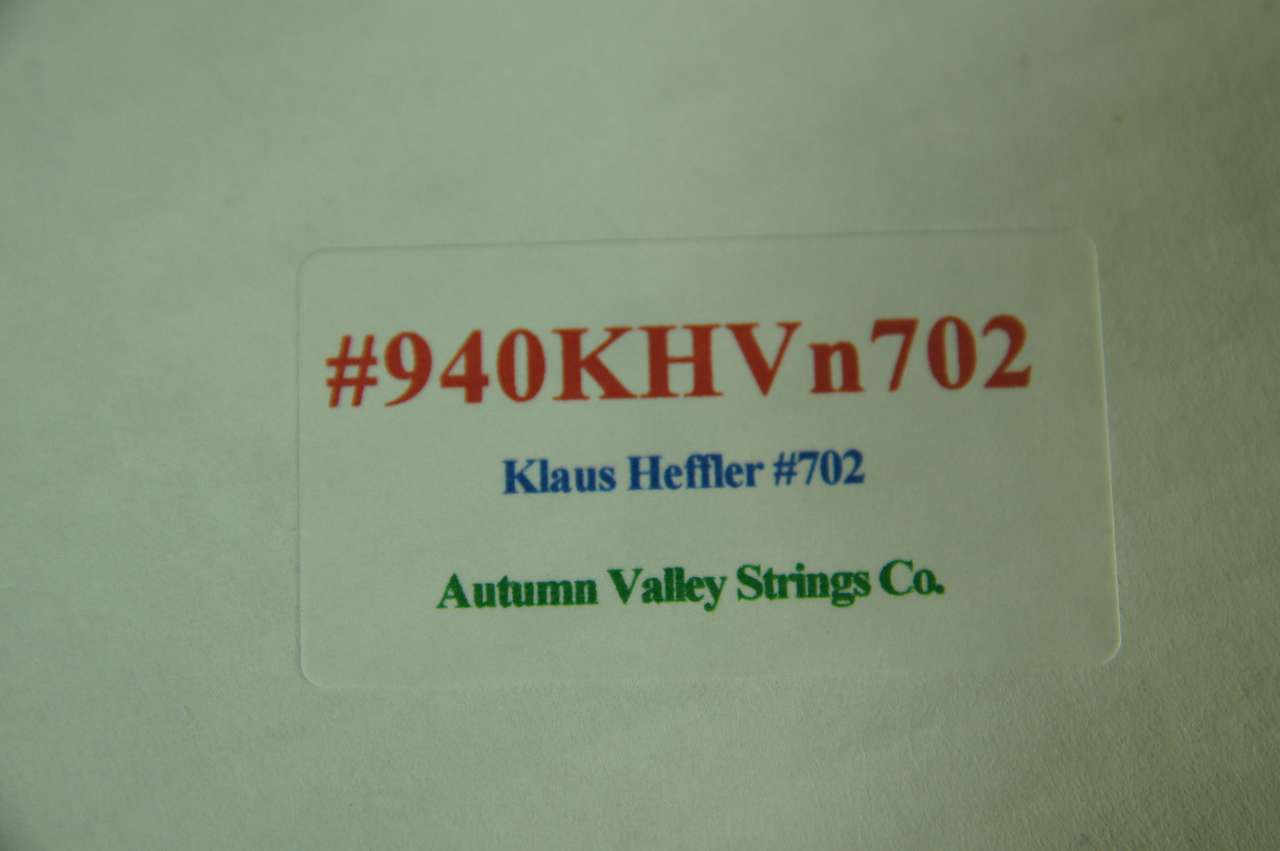 #940KHVn702
Klaus Heffler #702
Autumn Valley Strings Co.